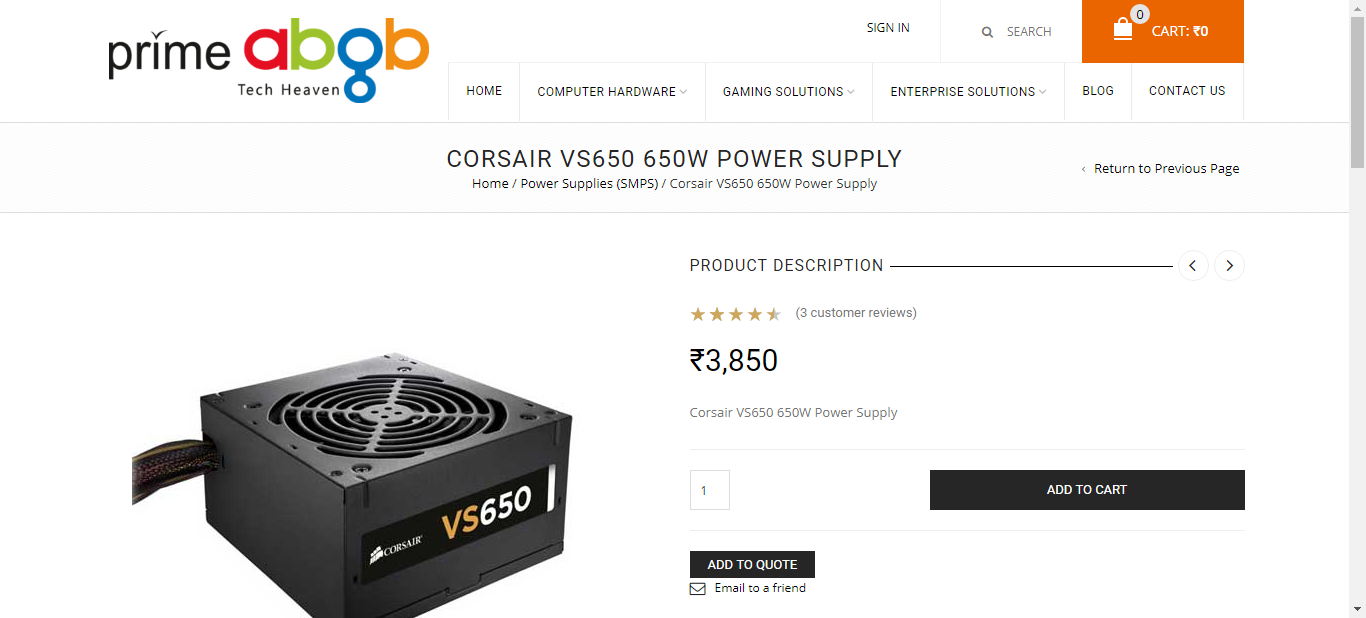 prime abgb
Tech Heaven
SIGN IN
SEARCH
0
CART: ₹0
HOME
COMPUTER HARDWARE
GAMING SOLUTIONS
ENTERPRISE SOLUTIONS
BLOG
CONTACT US
CORSAIR VS650 650W POWER SUPPLY
Home / Power Supplies (SMPS) / Corsair VS650 650W Power Supply
‹ Return to Previous Page
PRODUCT DESCRIPTION
(3 customer reviews)
₹3,850
Corsair VS650 650W Power Supply
1
ADD TO CART
ADD TO QUOTE
Email to a friend
VS650
CORSAIR